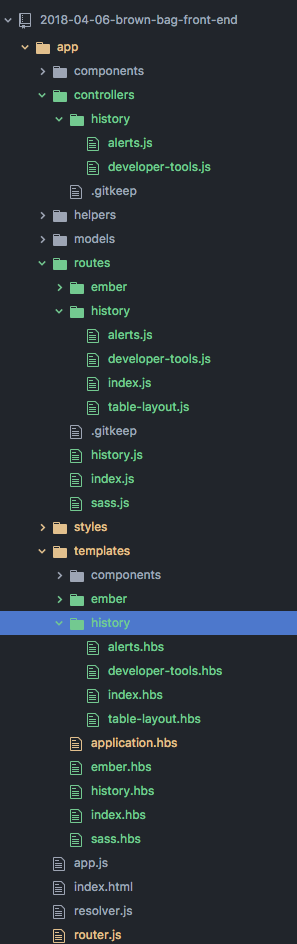 2018-04-06-brown-bag-front-end
app
components
controllers
history
alerts.js
developer-tools.js
.gitkeep
helpers
models
routes
ember
history
alerts.js
developer-tools.js
index.js
table-layout.js
.gitkeep
history.js
index.js
sass.js
styles
templates
components
ember
history
alerts.hbs
developer-tools.hbs
index.hbs
table-layout.hbs
application.hbs
ember.hbs
history.hbs
index.hbs
sass.hbs
app.js
index.html
resolver.js
router.js